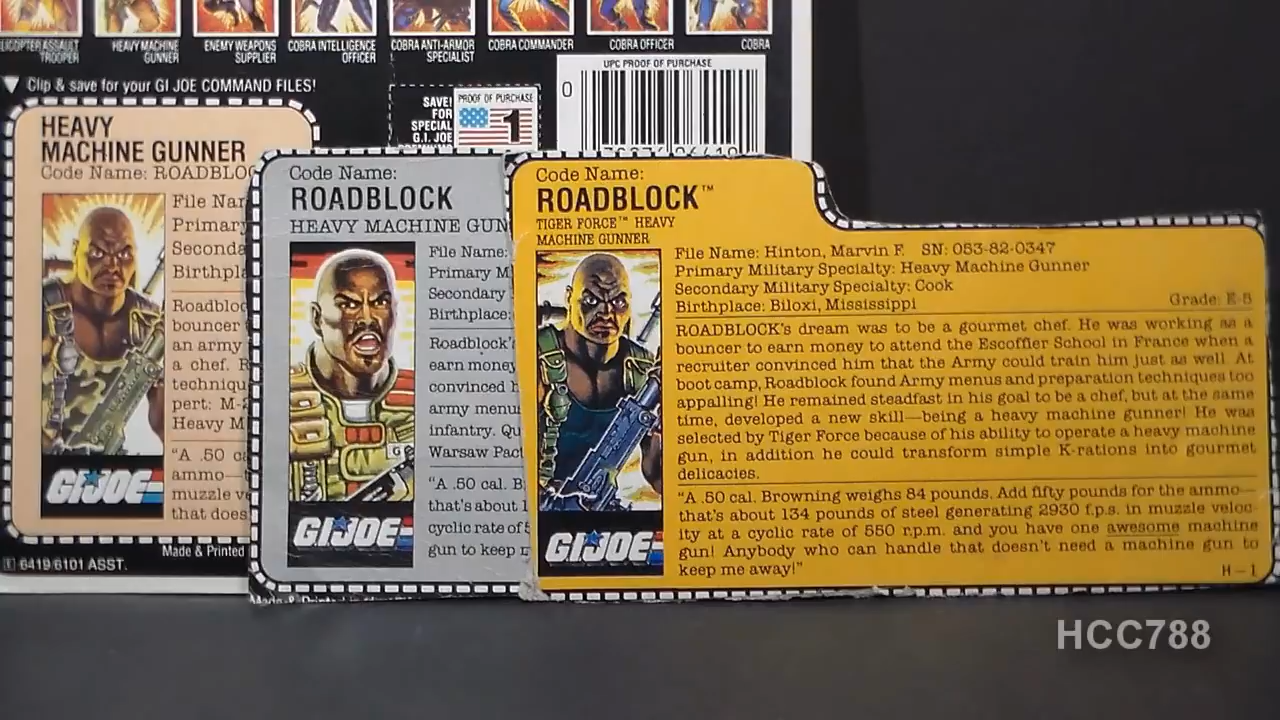 HEAVY MACHINE GUNNER
ENEMY WEAPONS SUPPLIER
COBRA INTELLIGENCE OFFICER
COBRA ANTI-ARMOR SPECIALIST
COBRA COMMANDER
COBRA OFFICER
COBRA
Clip & save for your GI JOE COMMAND FILES!
SAVE!
FOR
SPECIAL
G.I. JOE
PROOF OF PURCHASE
1
UPC PROOF OF PURCHASE
0
HEAVY
MACHINE GUNNER
Code Name: ROADBLOC
File Nar
Primary
Seconda
Birthpla
Roadbloc
bouncer
an army
a chef. R
techniqu
pert: M-2
Heavy M
"A .50 ca
ammo—
muzzle ve
that does
GI JOE
Made & Printed
6419/6101 ASST.
Code Name:
ROADBLOCK
HEAVY MACHINE GUN
File Name:
Primary M
Secondary
Birthplace:
Roadblock's
earn money
convinced h
army menus
infantry. Qu
Warsaw Pact
"A .50 cal. B
that's about 1
cyclic rate of 5
gun to keep m
G
GI JOE
Code Name:
ROADBLOCK™
TIGER FORCE™ HEAVY
MACHINE GUNNER
File Name: Hinton, Marvin F. SN: 053-82-0347
Primary Military Specialty: Heavy Machine Gunner
Secondary Military Specialty: Cook
Birthplace: Biloxi, Mississippi Grade: E-5
ROADBLOCK's dream was to be a gourmet chef. He was working as a
bouncer to earn money to attend the Escoffier School in France when a
recruiter convinced him that the Army could train him just as well. At
boot camp, Roadblock found Army menus and preparation techniques too
appalling! He remained steadfast in his goal to be a chef, but at the same
time, developed a new skill—being a heavy machine gunner! He was
selected by Tiger Force because of his ability to operate a heavy machine
gun, in addition he could transform simple K-rations into gourmet
delicacies.
"A .50 cal. Browning weighs 84 pounds. Add fifty pounds for the ammo—
that's about 134 pounds of steel generating 2930 f.p.s. in muzzle veloc-
ity at a cyclic rate of 550 r.p.m. and you have one awesome machine
gun! Anybody who can handle that doesn't need a machine gun to
keep me away!"
H-1
GI JOE
HCC788